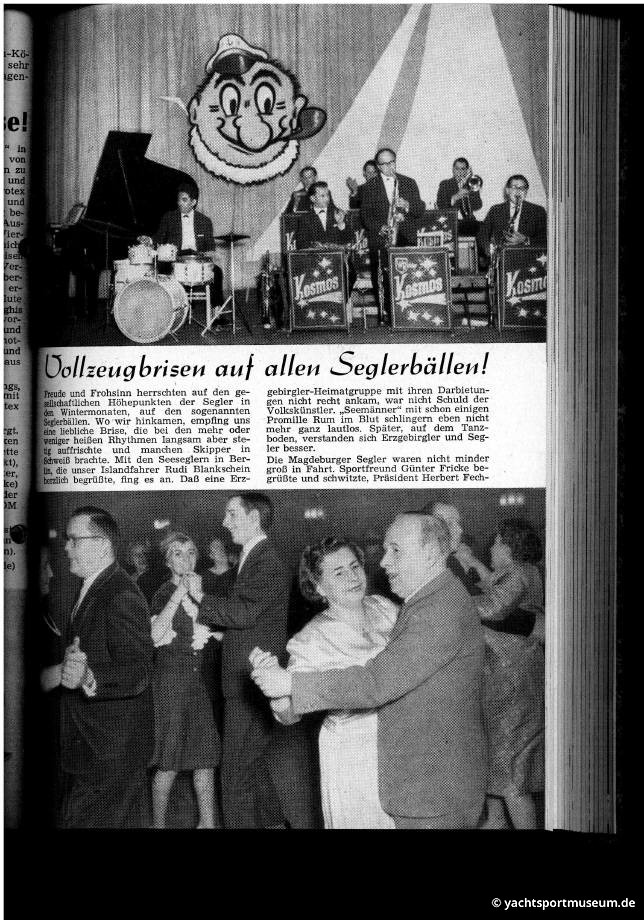 Kosmos
Kosmos
Kosmos
Vollzeugbrisen auf allen Seglerbällen!
Freude und Frohsinn herrschten auf den ge-
sellschaftlichen Höhepunkten der Segler in
den Wintermonaten, auf den sogenannten
Seglerbällen. Wo wir hinkamen, empfing uns
eine liebliche Brise, die bei den mehr oder
weniger heißen Rhythmen langsam aber ste-
tig auffrischte und manchen Skipper in
Schweiß brachte. Mit den Seeseglern in Ber-
lin, die unser Islandfahrer Rudi Blankschein
herzlich begrüßte, fing es an. Daß eine Erz-
gebirgler-Heimatgruppe mit ihren Darbietun-
gen nicht recht ankam, war nicht Schuld der
Volkskünstler. „Seemänner“ mit schon einigen
Promille Rum im Blut schlingern eben nicht
mehr ganz lautlos. Später, auf dem Tanz-
boden, verstanden sich Erzgebirgler und Seg-
ler besser.
Die Magdeburger Segler waren nicht minder
groß in Fahrt. Sportfreund Günter Fricke be-
grüßte und schwitzte, Präsident Herbert Fech-
© yachtsportmuseum.de